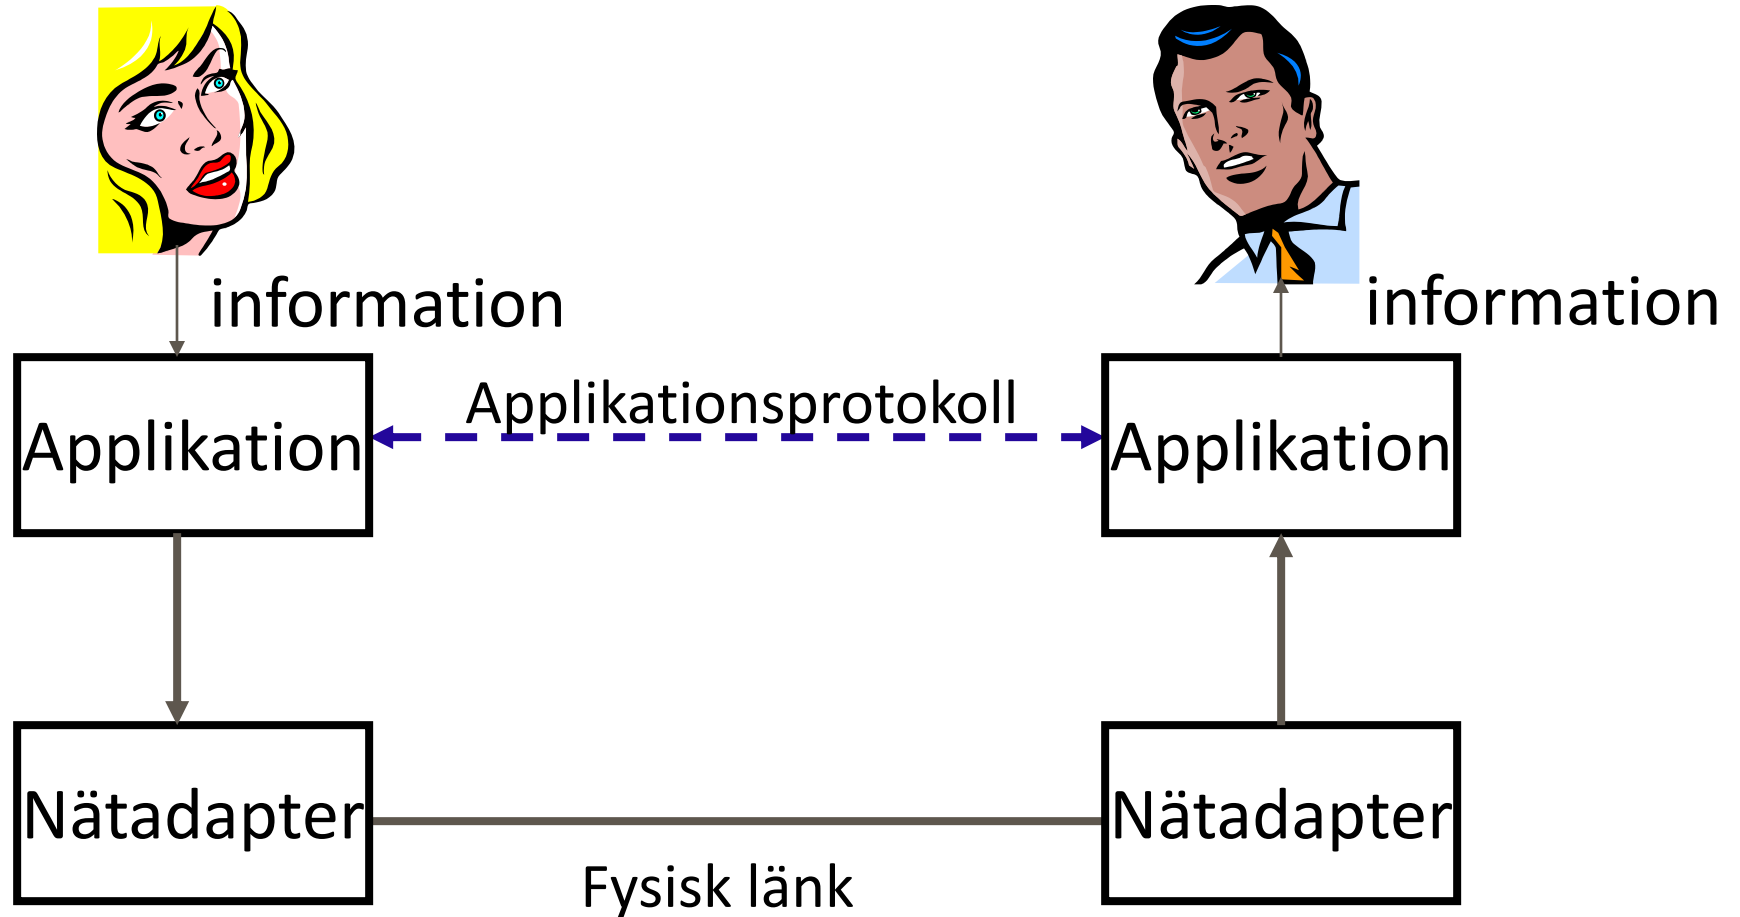 information
information
Applikationsprotokoll
Applikation
Applikation
Nätadapter
Nätadapter
Fysisk länk